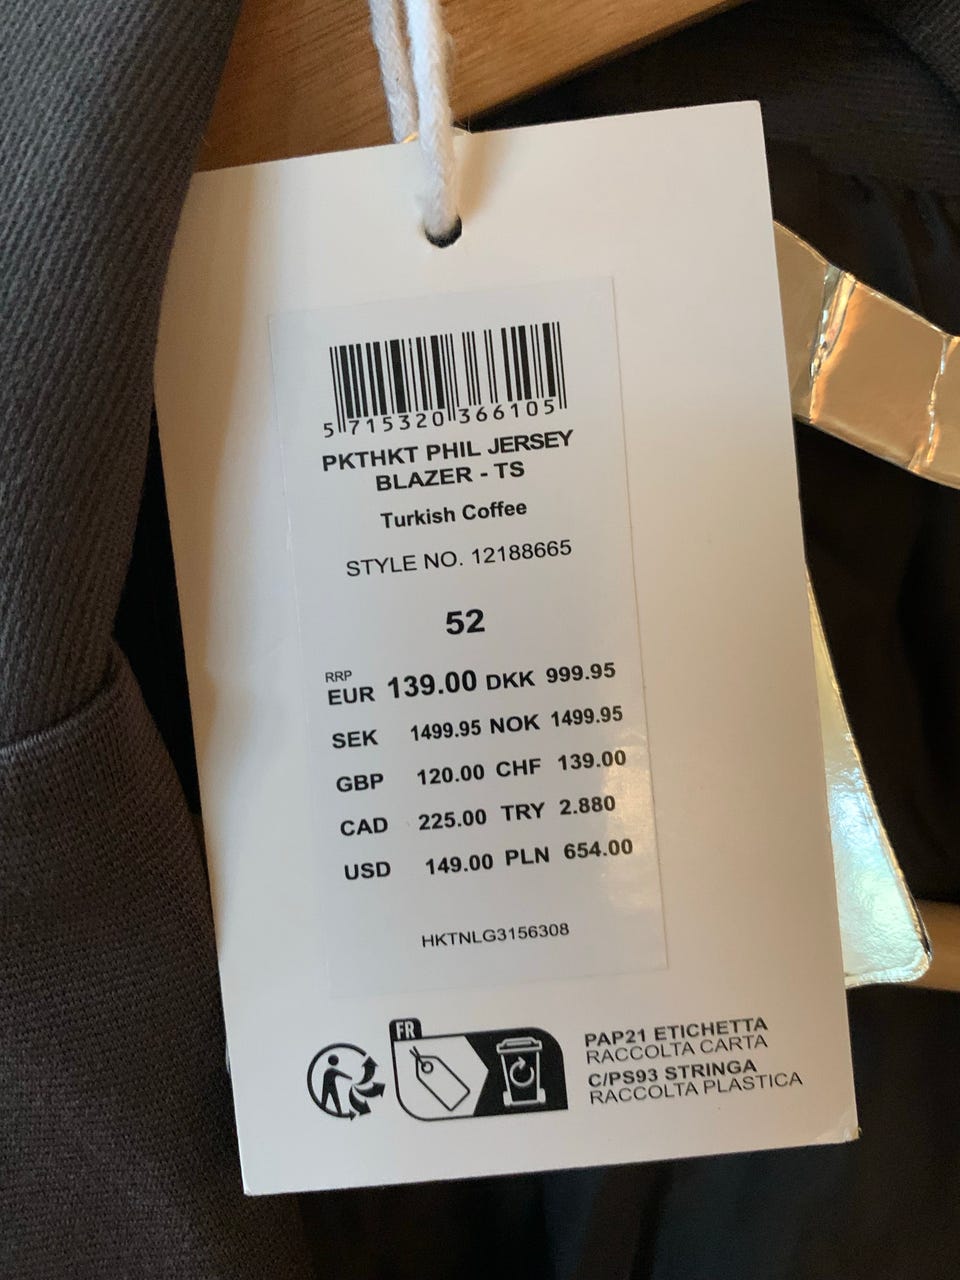 5 715320 366105
PKTHKT PHIL JERSEY
BLAZER - TS
Turkish Coffee
STYLE NO. 12188665
52
RRP
EUR 139.00 DKK 999.95
SEK 1499.95 NOK 1499.95
GBP 120.00 CHF 139.00
CAD 225.00 TRY 2.880
USD 149.00 PLN 654.00
HKTNLG3156308
FR
PAP21 ETICHETTA
RACCOLTA CARTA
C/PS93 STRINGA
RACCOLTA PLASTICA